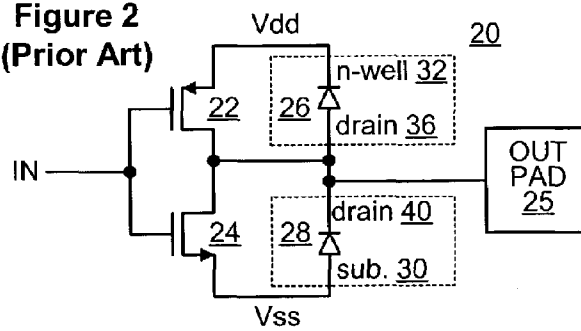 Figure 2
(Prior Art)
Vdd
20
n-well 32
22
26
drain 36
IN
OUT
PAD
25
drain 40
24
28
sub. 30
Vss